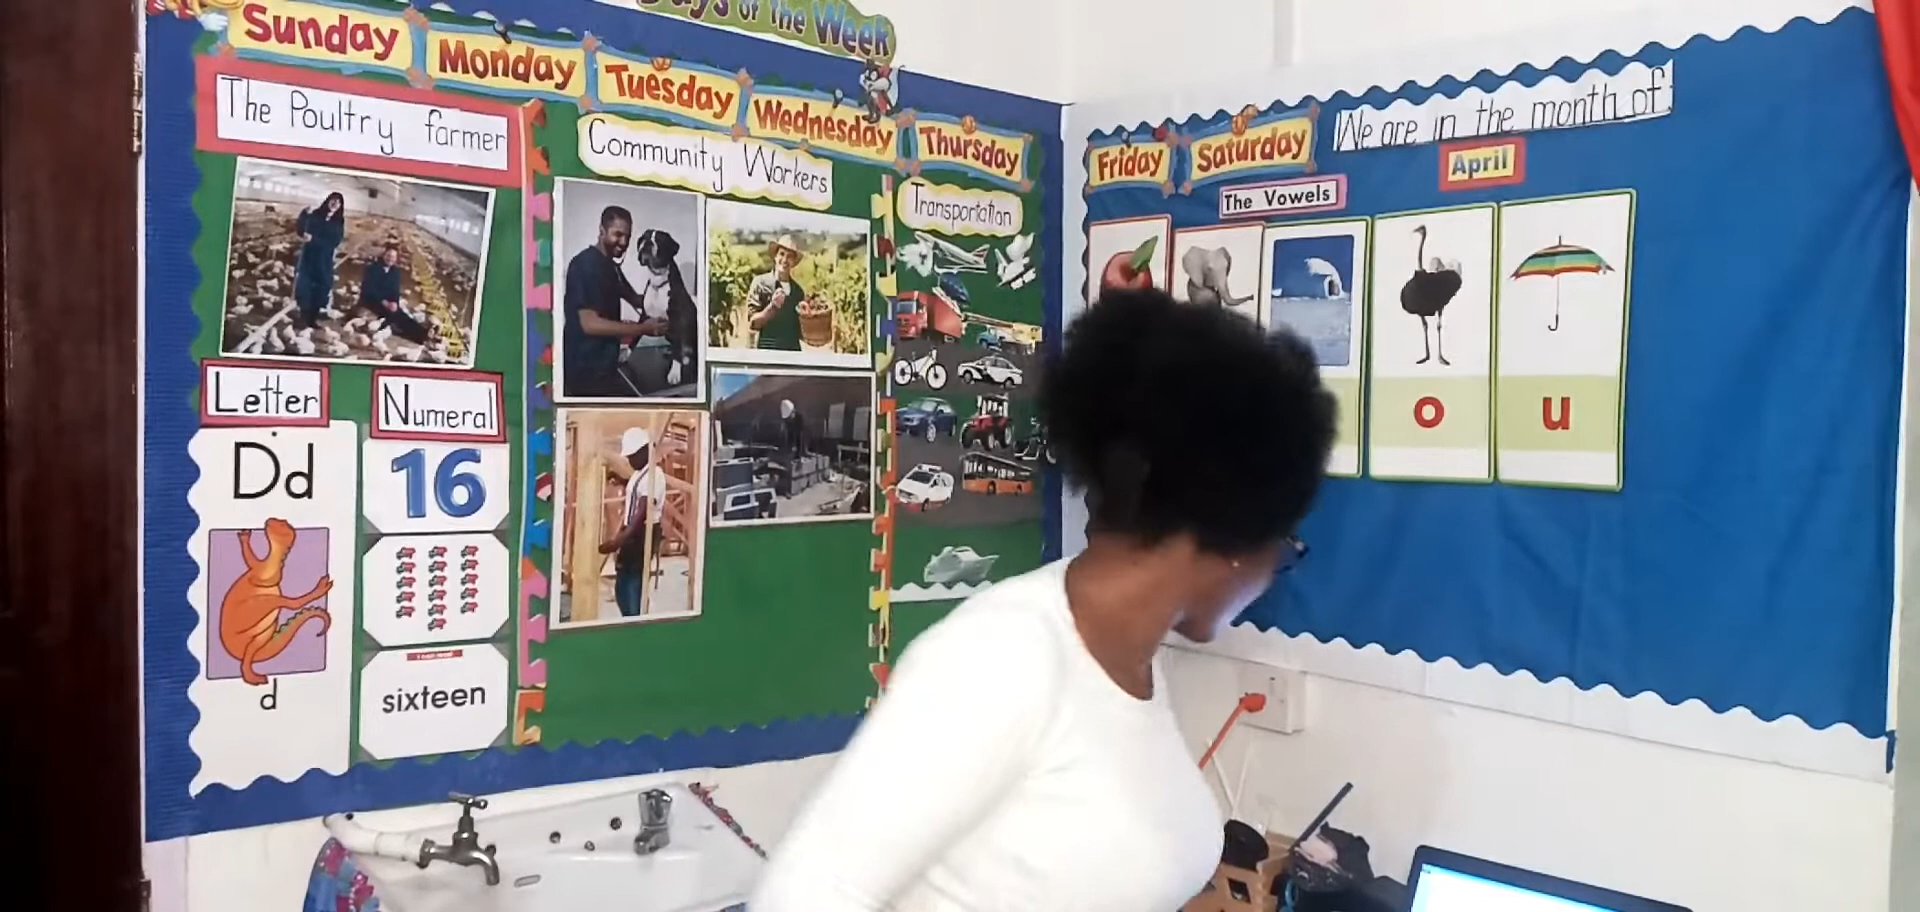 Days of the Week
Sunday
Monday
Tuesday
Wednesday
Thursday
Friday
Saturday
The Poultry farmer
Letter
Dd
d
Numeral
16
sixteen
Community Workers
Transportation
We are in the month of:
April
The Vowels
o
u